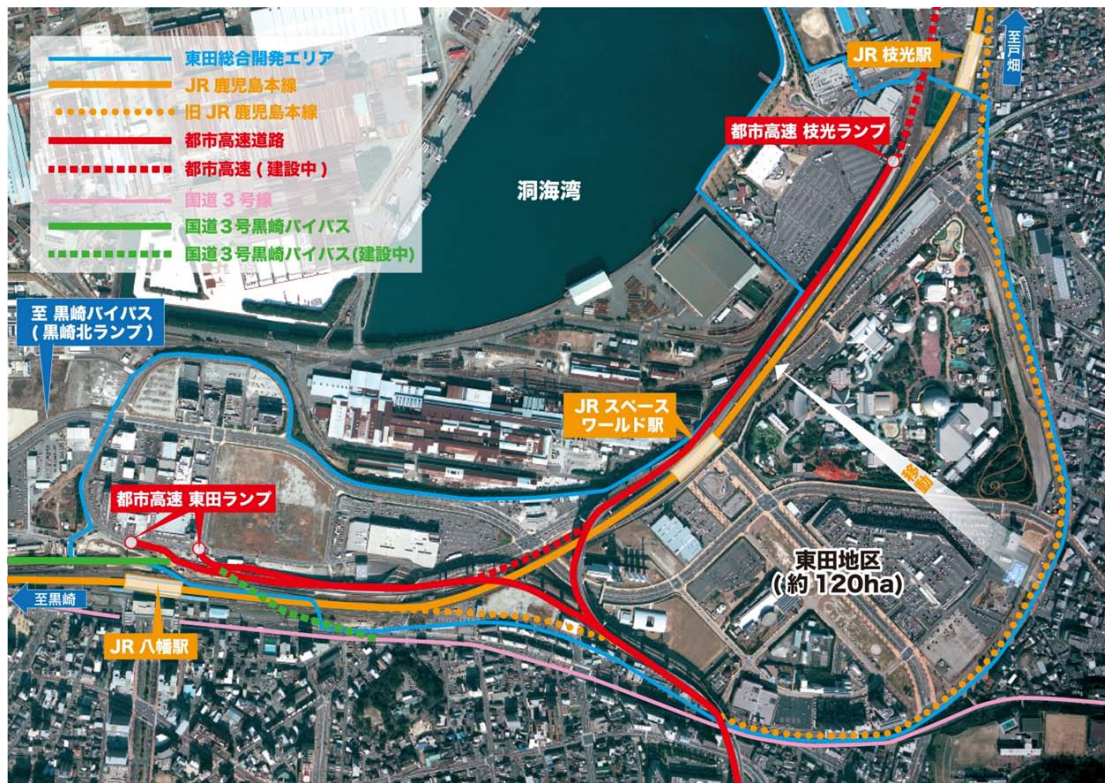 東田総合開発エリア
JR 鹿児島本線
旧 JR 鹿児島本線
都市高速道路
都市高速 ( 建設中 )
国道 3 号線
国道3号黒崎バイパス
国道3号黒崎バイパス(建設中)
至戸畑
JR 枝光駅
都市高速 枝光ランプ
洞海湾
至 黒崎バイパス
( 黒崎北ランプ )
JR スペース
ワールド駅
移動
都市高速 東田ランプ
東田地区
(約 120ha)
至黒崎
JR 八幡駅